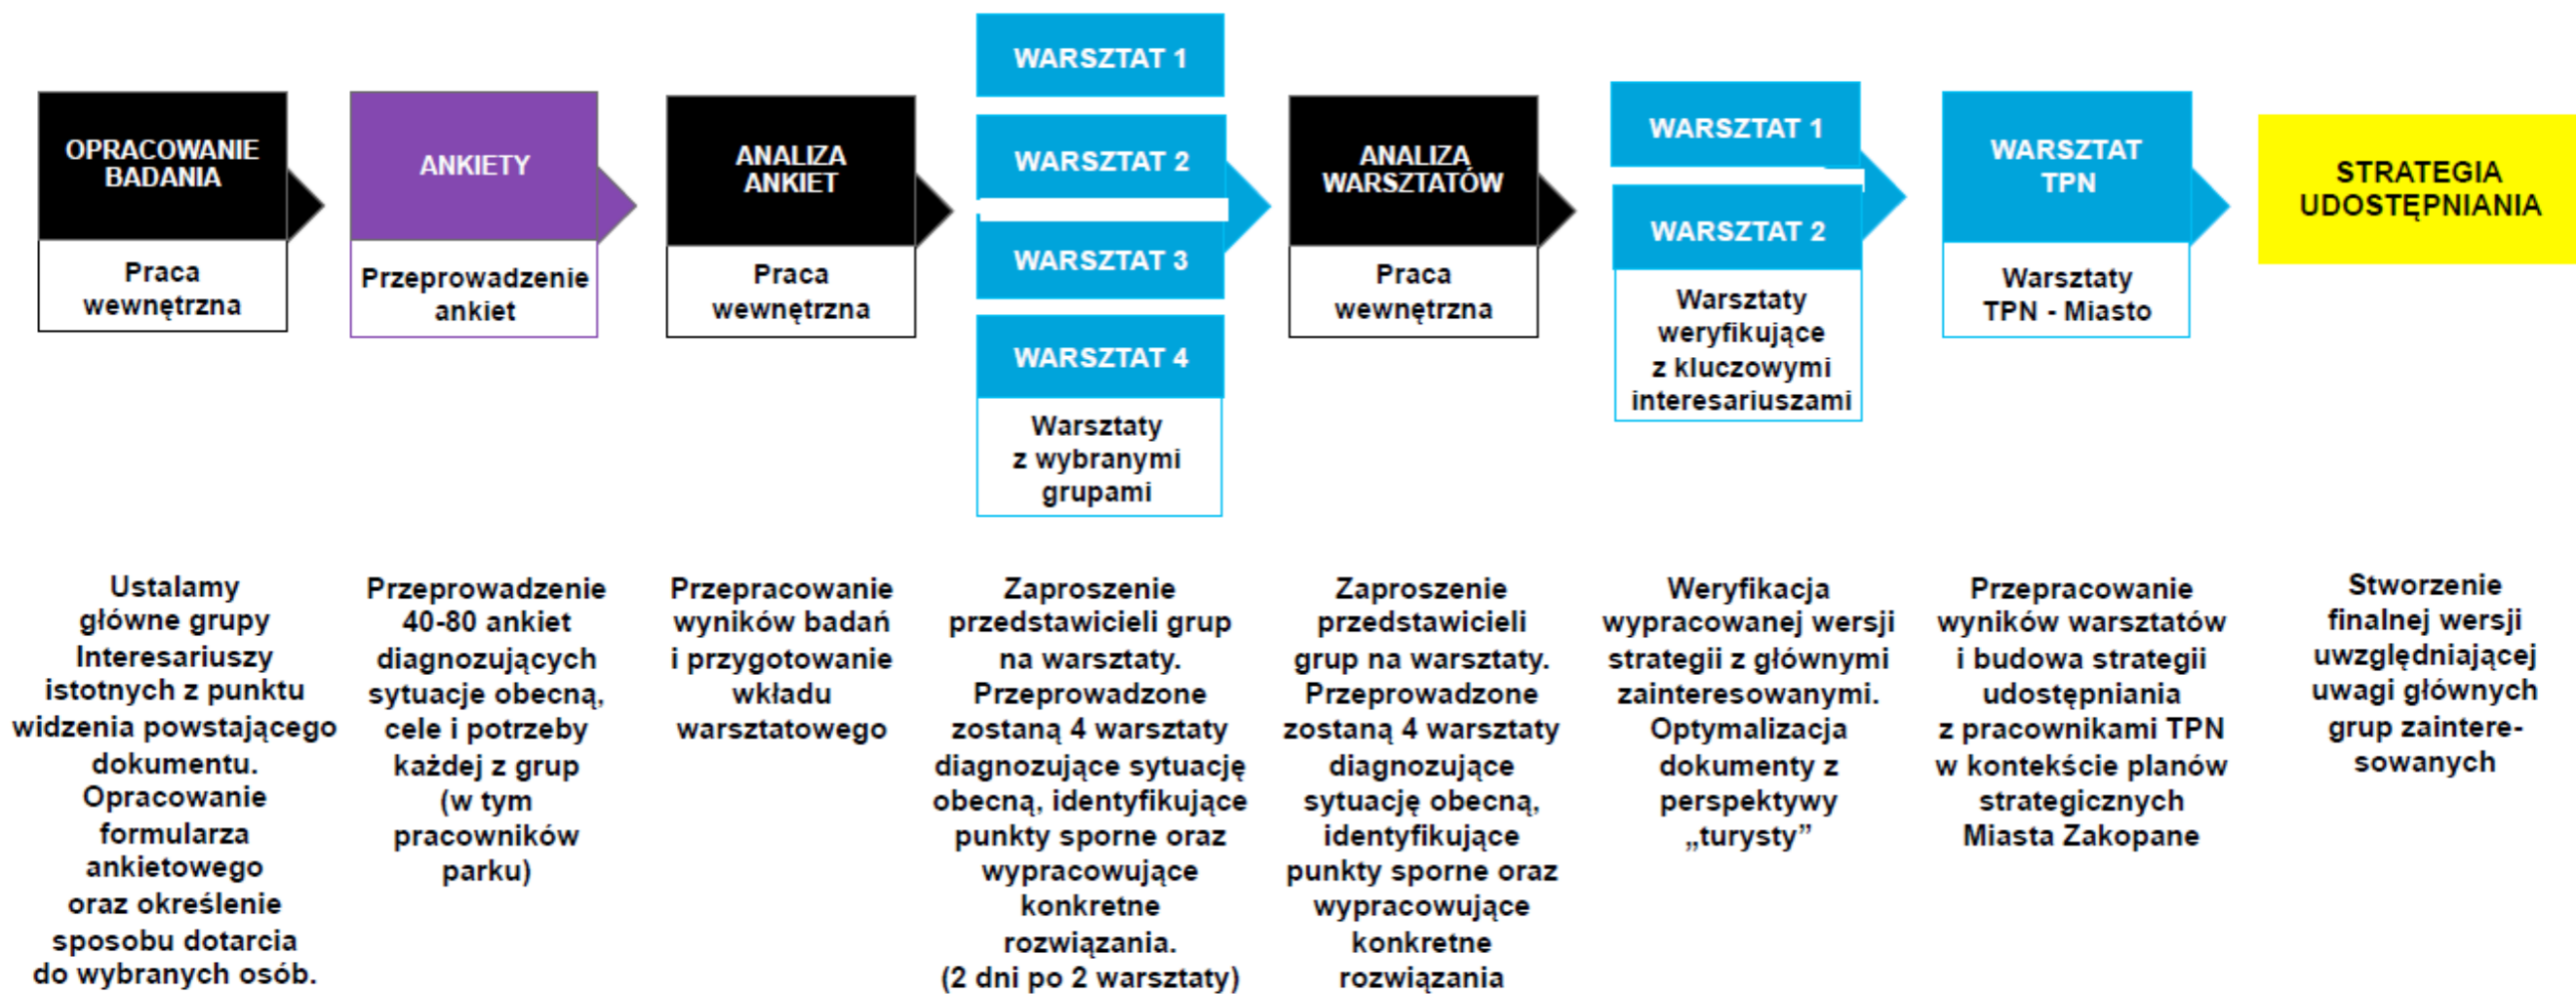 OPRACOWANIE
BADANIA
Praca
wewnętrzna
ANKIETY
Przeprowadzenie
ankiet
ANALIZA
ANKIET
Praca
wewnętrzna
WARSZTAT 1
WARSZTAT 2
WARSZTAT 3
WARSZTAT 4
Warsztaty
z wybranymi
grupami
ANALIZA
WARSZTATÓW
Praca
wewnętrzna
WARSZTAT 1
WARSZTAT 2
Warsztaty
weryfikujące
z kluczowymi
interesariuszami
WARSZTAT
TPN
Warsztaty
TPN - Miasto
STRATEGIA
UDOSTĘPNIANIA
Ustalamy
główne grupy
Interesariuszy
istotnych z punktu
widzenia powstającego
dokumentu.
Opracowanie
formularza
ankietowego
oraz określenie
sposobu dotarcia
do wybranych osób.
Przeprowadzenie
40-80 ankiet
diagnozujących
sytuacje obecną,
cele i potrzeby
każdej z grup
(w tym
pracowników
parku)
Przepracowanie
wyników badań
i przygotowanie
wkładu
warsztatowego
Zaproszenie
przedstawicieli grup
na warsztaty.
Przeprowadzone
zostaną 4 warsztaty
diagnozujące sytuację
obecną, identyfikujące
punkty sporne oraz
wypracowujące
konkretne
rozwiązania.
(2 dni po 2 warsztaty)
Zaproszenie
przedstawicieli
grup na warsztaty.
Przeprowadzone
zostaną 4 warsztaty
diagnozujące
sytuację obecną,
identyfikujące
punkty sporne oraz
wypracowujące
konkretne
rozwiązania
Weryfikacja
wypracowanej wersji
strategii z głównymi
zainteresowanymi.
Optymalizacja
dokumenty z
perspektywy
„turysty”
Przepracowanie
wyników warsztatów
i budowa strategii
udostępniania
z pracownikami TPN
w kontekście planów
strategicznych
Miasta Zakopane
Stworzenie
finalnej wersji
uwzględniającej
uwagi głównych
grup zaintere-
sowanych